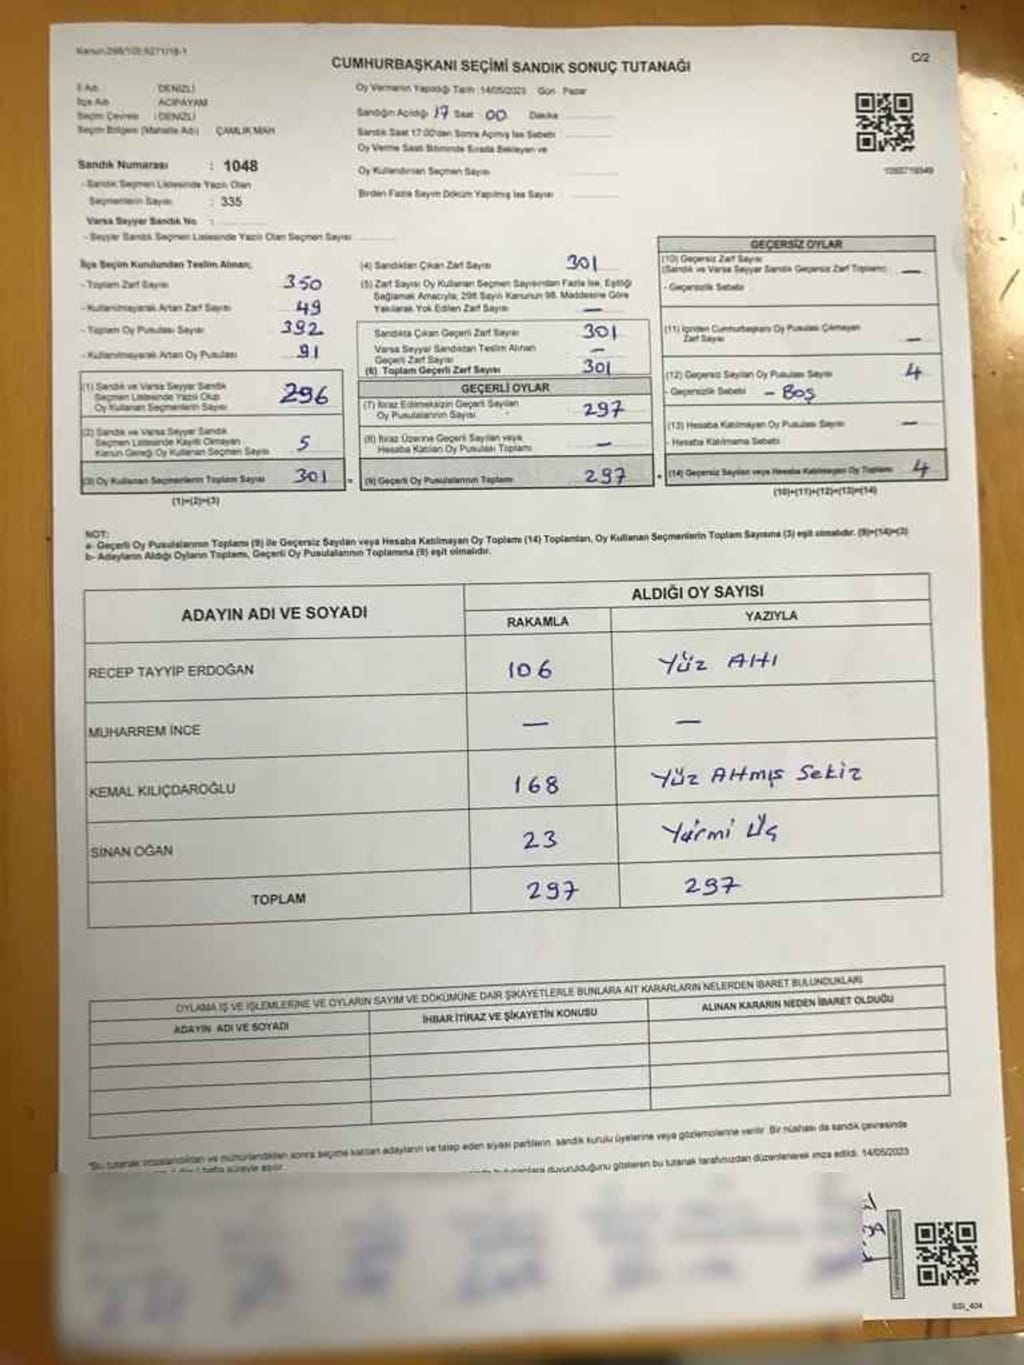 Kanun:298/105;6271/19-1
C/2
CUMHURBAŞKANI SEÇİMİ SANDIK SONUÇ TUTANAĞI
İl Adı : DENİZLİ
İlçe Adı : ACIPAYAM
Seçim Çevresi : DENİZLİ
Seçim Bölgesi (Mahalle Adı) : ÇAMLIK MAH.
Sandık Numarası : 1048
- Sandık Seçmen Listesinde Yazılı Olan
Seçmenlerin Sayısı : 335
Varsa Seyyar Sandık No :
- Seyyar Sandık Seçmen Listesinde Yazılı Olan Seçmen Sayısı
Oy Vermenin Yapıldığı Tarih :14/05/2023 Gün Pazar
Sandığın Açıldığı 17 Saat 00 Dakika
Sandık Saat 17:00'den Sonra Açılmış İse Sebebi
Oy Verme Saati Bitiminde Sırada Bekleyen ve
Oy Kullandırılan Seçmen Sayısı
Birden Fazla Sayım Döküm Yapılmış İse Sayısı
İlçe Seçim Kurulundan Teslim Alınan;
- Toplam Zarf Sayısı 350
- Kullanılmayarak Artan Zarf Sayısı 49
- Toplam Oy Pusulası Sayısı 392
- Kullanılmayarak Artan Oy Pusulası 91
(1) Sandık ve Varsa Seyyar Sandık
Seçmen Listesinde Yazılı Olup
Oy Kullanan Seçmenlerin Sayısı 296
(2) Sandık ve Varsa Seyyar Sandık
Seçmen Listesinde Kayıtlı Olmayan
Kanun Gereği Oy Kullanan Seçmen Sayısı 5
(3) Oy Kullanan Seçmenlerin Toplam Sayısı 301
(1)+(2)=(3)
(4) Sandıktan Çıkan Zarf Sayısı 301
(5) Zarf Sayısı Oy Kullanan Seçmen Sayısından Fazla İse, Eşitliği
Sağlamak Amacıyla; 298 Sayılı Kanunun 98. Maddesine Göre
Yakılarak Yok Edilen Zarf Sayısı —
Sandıkta Çıkan Geçerli Zarf Sayısı 301
Varsa Seyyar Sandıktan Teslim Alınan
Geçerli Zarf Sayısı —
(6) Toplam Geçerli Zarf Sayısı 301
GEÇERLİ OYLAR
(7) İtiraz Edilmeksizin Geçerli Sayılan
Oy Pusulalarının Sayısı 297
(8) İtiraz Üzerine Geçerli Sayılan veya
Hesaba Katılan Oy Pusulası Toplamı —
(9) Geçerli Oy Pusulalarının Toplamı 297
GEÇERSİZ OYLAR
(10) Geçersiz Zarf Sayısı
(Sandık ve Varsa Seyyar Sandık Geçersiz Zarf Toplamı) —
- Geçersizlik Sebebi
(11) İçinden Cumhurbaşkanı Oy Pusulası Çıkmayan
Zarf Sayısı —
(12) Geçersiz Sayılan Oy Pusulası Sayısı 4
- Geçersizlik Sebebi - Boş
(13) Hesaba Katılmayan Oy Pusulası Sayısı —
- Hesaba Katılmama Sebebi
(14) Geçersiz Sayılan veya Hesaba Katılmayan Oy Toplamı 4
(10)+(11)+(12)+(13)=(14)
NOT:
a- Geçerli Oy Pusulalarının Toplamı (9) ile Geçersiz Sayılan veya Hesaba Katılmayan Oy Toplamı (14) Toplamları, Oy Kullanan Seçmenlerin Toplam Sayısına (3) eşit olmalıdır. (9)+(14)=(3)
b- Adayların Aldığı Oyların Toplamı, Geçerli Oy Pusulalarının Toplamına (9) eşit olmalıdır.
ADAYIN ADI VE SOYADI
ALDIĞI OY SAYISI
RAKAMLA YAZIYLA
RECEP TAYYİP ERDOĞAN 106 Yüz Altı
MUHARREM İNCE — —
KEMAL KILIÇDAROĞLU 168 Yüz Altmış Sekiz
SİNAN OĞAN 23 Yirmi Üç
TOPLAM 297 297
OYLAMA İŞ VE İŞLEMLERİNE VE OYLARIN SAYIM VE DÖKÜMÜNE DAİR ŞİKAYETLERLE BUNLARA AİT KARARLARIN NELERDEN İBARET BULUNDUKLARI
ADAYIN ADI VE SOYADI İHBAR İTİRAZ VE ŞİKAYETİN KONUSU ALINAN KARARIN NEDEN İBARET OLDUĞU
"Bu tutanak imzalandıktan ve mühürlendikten sonra seçime katılan adayların ve talep eden siyasi partilerin sandık kurulu üyelerine veya gözlemcilerine verilir. Bir nüshası da sandık çevresinde
duyurulduğunu gösteren bu tutanak tarafımızdan düzenlenerek imza edildi. 14/05/2023
SSI_404